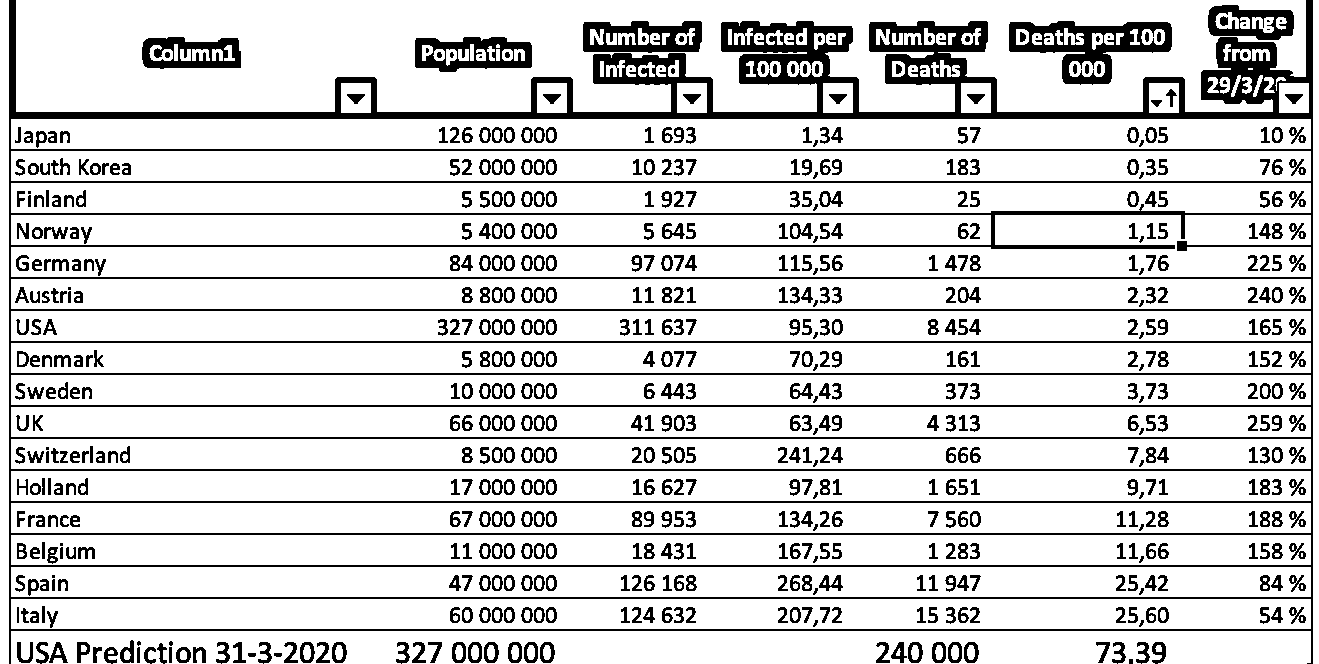 Column1 Population Number of Infected Infected per 100 000 Number of Deaths Deaths per 100 000 Change from
Japan 126 000 000 1 693 1,34 57 0,05 10 %
South Korea 52 000 000 10 237 19,69 183 0,35 76 %
Finland 5 500 000 1 927 35,04 25 0,45 56 %
Norway 5 400 000 5 645 104,54 62 1,15 148 %
Germany 84 000 000 97 074 115,56 1 478 1,76 225 %
Austria 8 800 000 11 821 134,33 204 2,32 240 %
USA 327 000 000 311 637 95,30 8 454 2,59 165 %
Denmark 5 800 000 4 077 70,29 161 2,78 152 %
Sweden 10 000 000 6 443 64,43 373 3,73 200 %
UK 66 000 000 41 903 63,49 4 313 6,53 259 %
Switzerland 8 500 000 20 505 241,24 666 7,84 130 %
Holland 17 000 000 16 627 97,81 1 651 9,71 183 %
France 67 000 000 89 953 134,26 7 560 11,28 188 %
Belgium 11 000 000 18 431 167,55 1 283 11,66 158 %
Spain 47 000 000 126 168 268,44 11 947 25,42 84 %
Italy 60 000 000 124 632 207,72 15 362 25,60 54 %
USA Prediction 31-3-2020 327 000 000 240 000 73.39